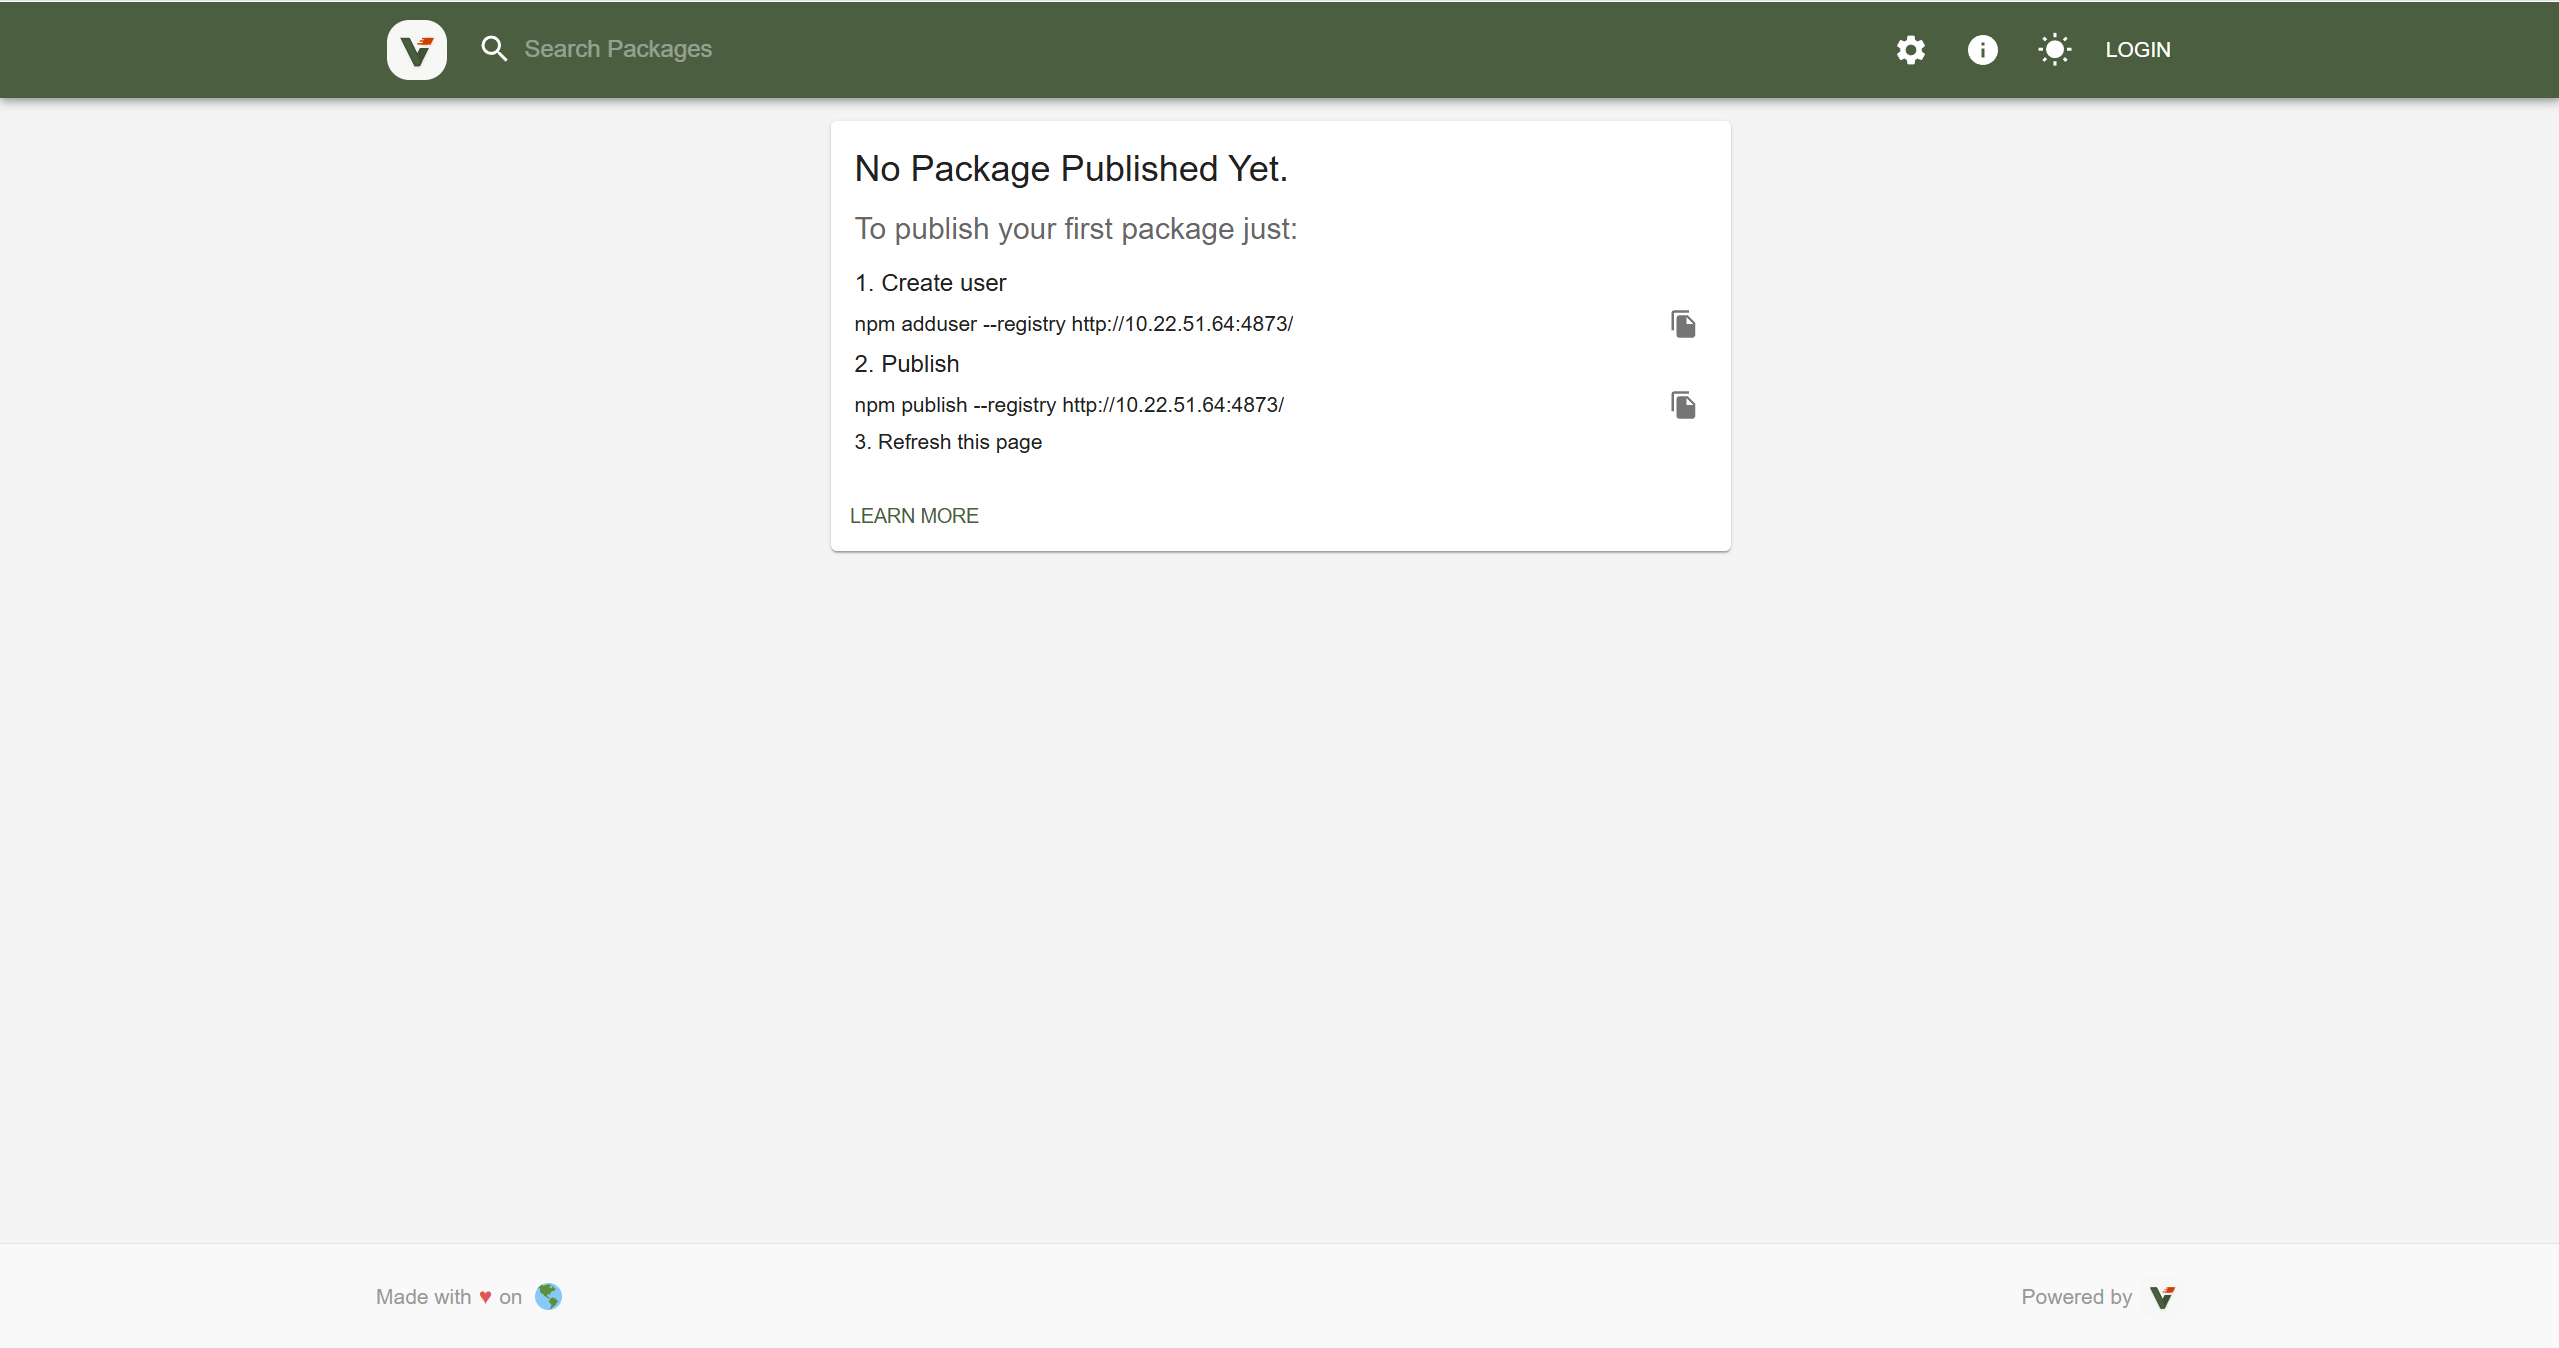 Search Packages
LOGIN
No Package Published Yet.
To publish your first package just:
1. Create user
npm adduser --registry http://10.22.51.64:4873/
2. Publish
npm publish --registry http://10.22.51.64:4873/
3. Refresh this page
LEARN MORE
Made with ♥ on
Powered by